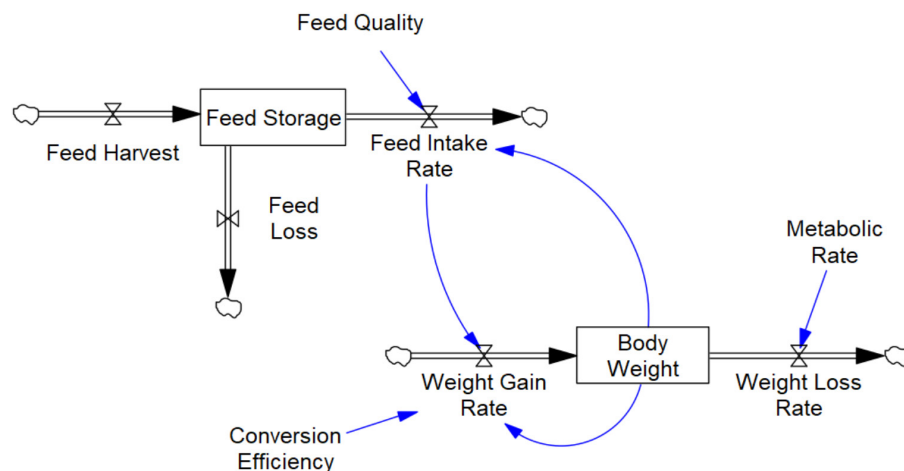 Feed Quality
Feed Storage
Feed Harvest
Feed Intake
Rate
Feed
Loss
Metabolic
Rate
Body
Weight
Weight Gain
Rate
Weight Loss
Rate
Conversion
Efficiency